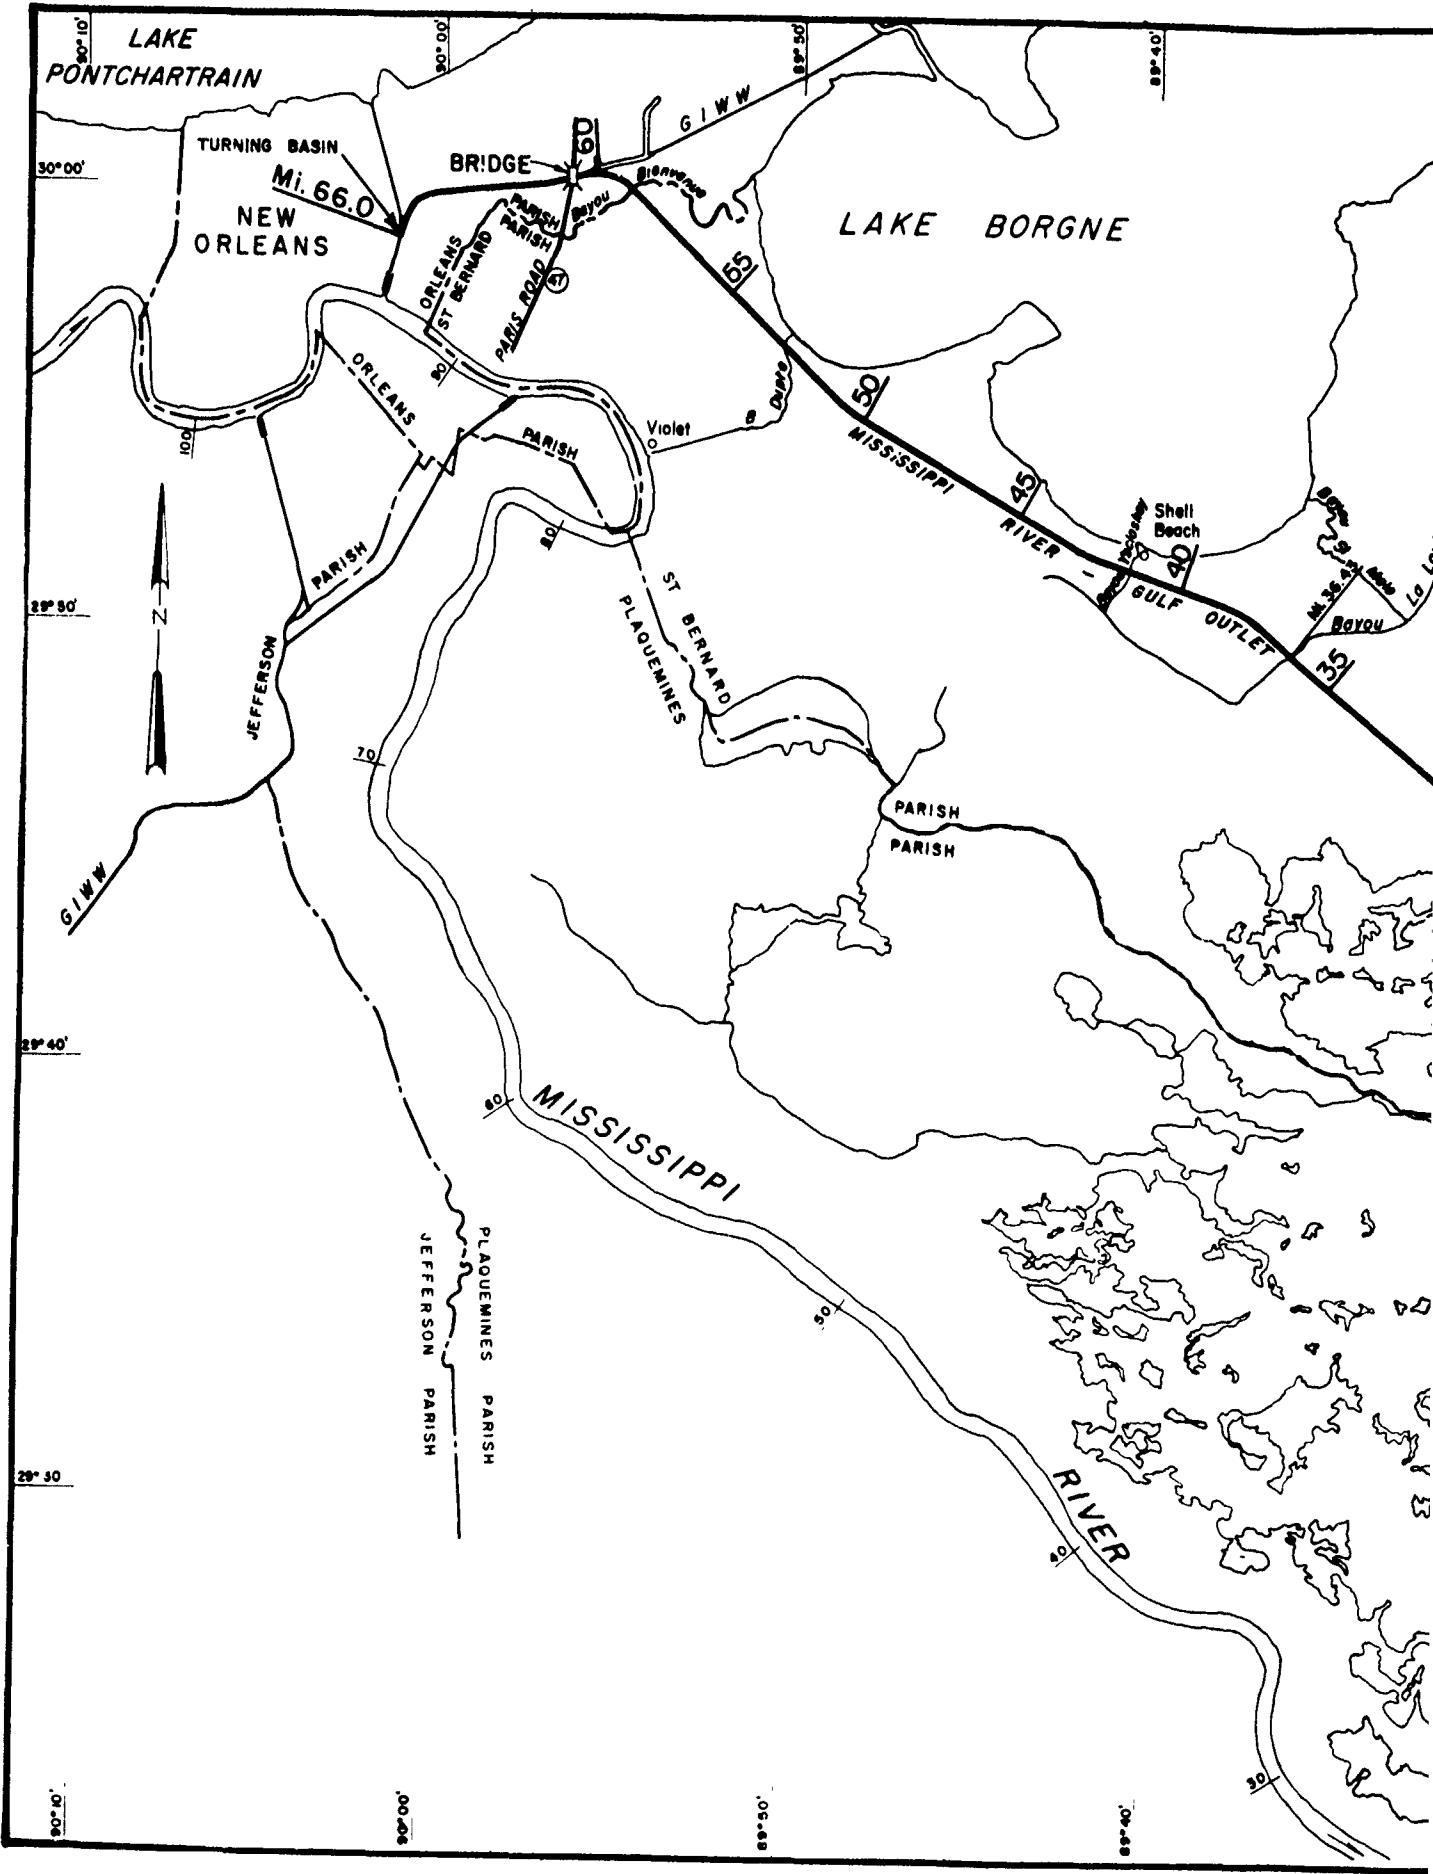 90° 10'
90° 00'
89° 50'
89° 40'
LAKE
PONTCHARTRAIN
GIWW
TURNING BASIN
BRIDGE
60
30° 00'
Mi. 66.0
Bienvenue
Bayou
PARISH
PARISH
NEW
ORLEANS
LAKE BORGNE
ORLEANS
ST BERNARD
PARIS ROAD
47
55
90
ORLEANS
B Dupre
50
100
Violet
PARISH
MISSISSIPPI
45
RIVER
Bayou Yscloskey
Shell
Beach
40
Bayou
80
PARISH
GULF
OUTLET
Mi. 36.4
Bayou
La
35
N
29° 50'
ST BERNARD
PLAQUEMINES
JEFFERSON
70
PARISH
PARISH
GIWW
29° 40'
60
MISSISSIPPI
PLAQUEMINES PARISH
JEFFERSON PARISH
50
29° 30
RIVER
40
30
90° 10'
90° 00'
89° 50'
89° 40'